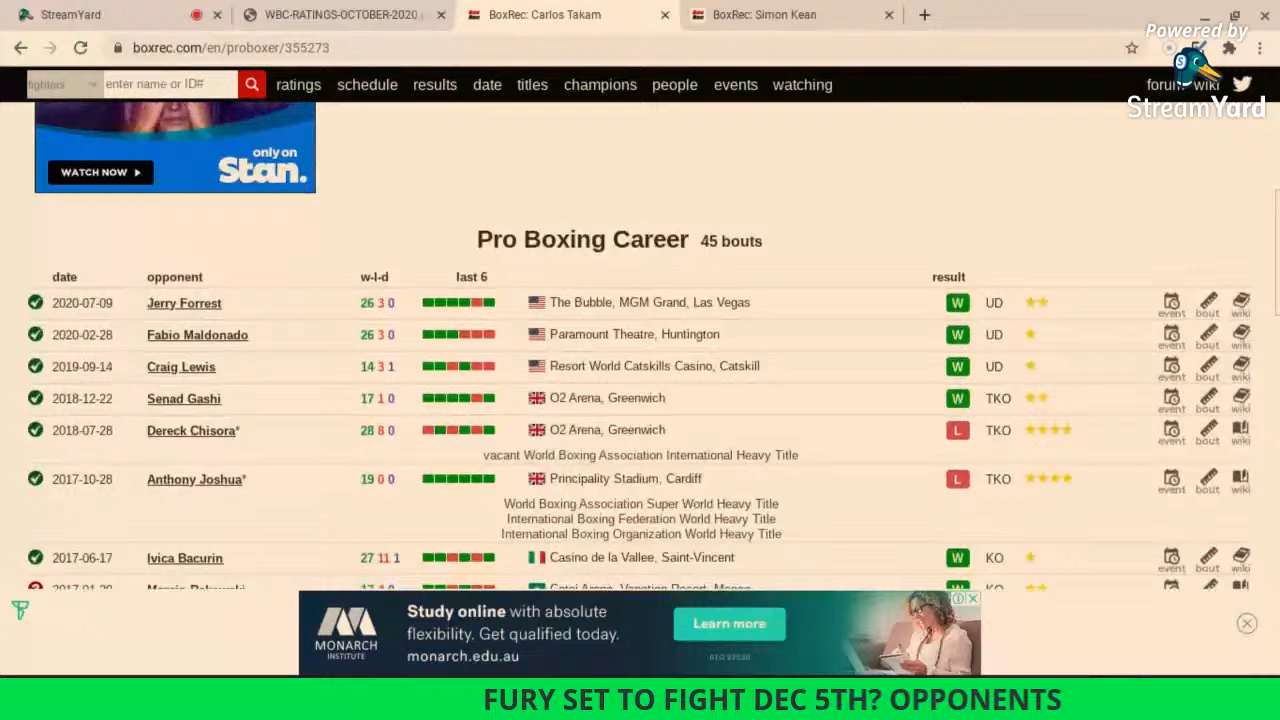 StreamYard
WBC-RATINGS-OCTOBER-2020
BoxRec: Carlos Takam
BoxRec: Simon Kean
boxrec.com/en/proboxer/355273
Powered by
StreamYard
fighters enter name or ID# ratings schedule results date titles champions people events watching forum wiki
only on
Stan.
WATCH NOW
Pro Boxing Career 45 bouts
date opponent w-l-d last 6 result
2020-07-09 Jerry Forrest 26 3 0 The Bubble, MGM Grand, Las Vegas W UD event bout wiki
2020-02-28 Fabio Maldonado 26 3 0 Paramount Theatre, Huntington W UD event bout wiki
2019-09-14 Craig Lewis 14 3 1 Resort World Catskills Casino, Catskill W UD event bout wiki
2018-12-22 Senad Gashi 17 1 0 O2 Arena, Greenwich W TKO event bout wiki
2018-07-28 Dereck Chisora* 28 8 0 O2 Arena, Greenwich L TKO event bout wiki
vacant World Boxing Association International Heavy Title
2017-10-28 Anthony Joshua* 19 0 0 Principality Stadium, Cardiff L TKO event bout wiki
World Boxing Association Super World Heavy Title
International Boxing Federation World Heavy Title
International Boxing Organization World Heavy Title
2017-06-17 Ivica Bacurin 27 11 1 Casino de la Vallee, Saint-Vincent W KO event bout wiki
MONARCH
INSTITUTE
Study online with absolute
flexibility. Get qualified today.
monarch.edu.au
Learn more
FURY SET TO FIGHT DEC 5TH? OPPONENTS